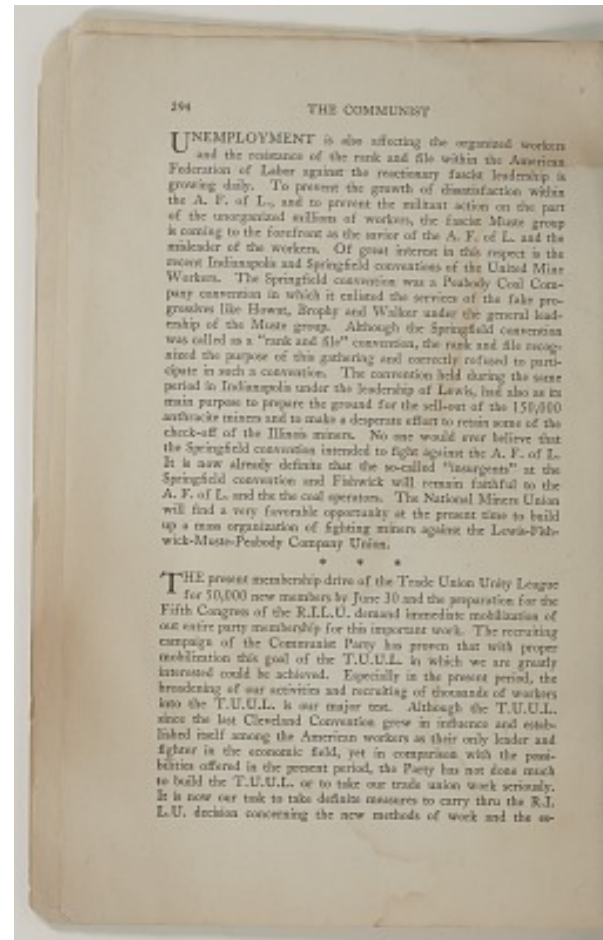 294 THE COMMUNIST
UNEMPLOYMENT is also affecting the organized workers
and the resistance of the rank and file within the American
Federation of Labor against the reactionary fascist leadership is
growing daily. To prevent the growth of dissatisfaction within
the A. F. of L., and to prevent the militant action on the part
of the unorganized millions of workers, the fascist Muste group
is coming to the forefront as the savior of the A. F. of L. and the
misleader of the workers. Of great interest in this respect is the
recent Indianapolis and Springfield conventions of the United Mine
Workers. The Springfield convention was a Peabody Coal Com-
pany convention in which it enlisted the services of the fake pro-
gressives like Howat, Brophy and Walker under the general lead-
ership of the Muste group. Although the Springfield convention
was called as a "rank and file" convention, the rank and file recog-
nized the purpose of this gathering and correctly refused to parti-
cipate in such a convention. The convention held during the same
period in Indianapolis under the leadership of Lewis, had also as its
main purpose to prepare the ground for the sell-out of the 150,000
anthracite miners and to make a desperate effort to retain some of the
check-off of the Illinois miners. No one would ever believe that
the Springfield convention intended to fight against the A. F. of L.
It is now already definite that the so-called "insurgents" at the
Springfield convention and Fishwick will remain faithful to the
A. F. of L. and the the coal operators. The National Miners Union
will find a very favorable opportunity at the present time to build
up a mass organization of fighting miners against the Lewis-Fish-
wick-Muste-Peabody Company Union.
* * *
THE present membership drive of the Trade Union Unity League
for 50,000 new members by June 30 and the preparation for the
Fifth Congress of the R.I.L.U. demand immediate mobilization of
our entire party membership for this important work. The recruiting
campaign of the Communist Party has proven that with proper
mobilization this goal of the T.U.U.L. in which we are greatly
interested could be achieved. Especially in the present period, the
broadening of our activities and recruiting of thousands of workers
into the T.U.U.L. is our major test. Although the T.U.U.L.
since the last Cleveland Convention grew in influence and estab-
lished itself among the American workers as their only leader and
fighter in the economic field, yet in comparison with the possi-
bilities offered in the present period, the Party has not done much
to build the T.U.U.L. or to take our trade union work seriously.
It is now our task to take definite measures to carry thru the R.I.
L.U. decision concerning the new methods of work and the es-